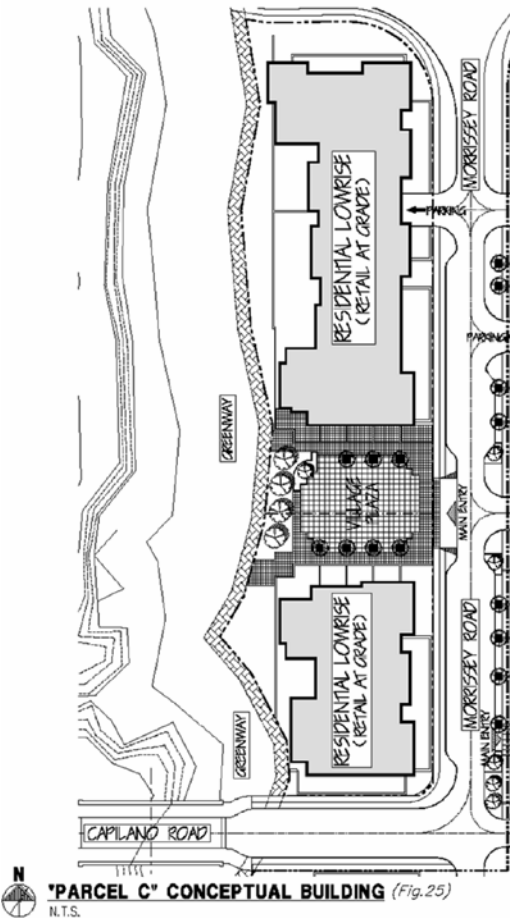 MORRISSEY ROAD
RESIDENTIAL LOWRISE
(RETAIL AT GRADE)
PARKING
PARKING
GREENWAY
VILLAGE
PLAZA
MAIN ENTRY
RESIDENTIAL LOWRISE
(RETAIL AT GRADE)
MORRISSEY ROAD
MAIN ENTRY
GREENWAY
CAPILANO ROAD
N
"PARCEL C" CONCEPTUAL BUILDING (Fig.25)
N.T.S.